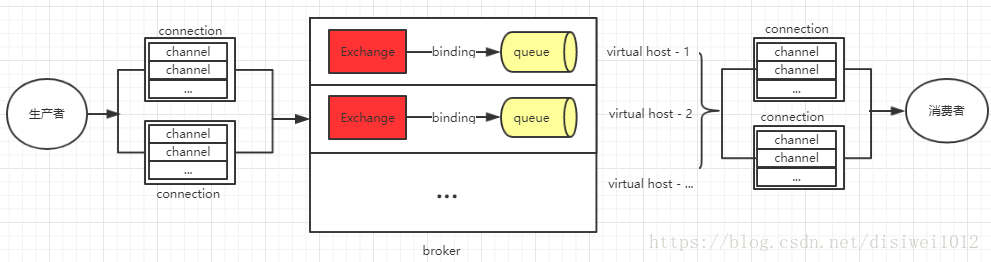 生产者
connection
channel
channel
...
channel
channel
...
connection
Exchange
binding
queue
Exchange
binding
queue
...
broker
virtual host - 1
virtual host - 2
virtual host - ...
connection
channel
channel
...
connection
channel
channel
...
消费者
https://blog.csdn.net/disiwei1012